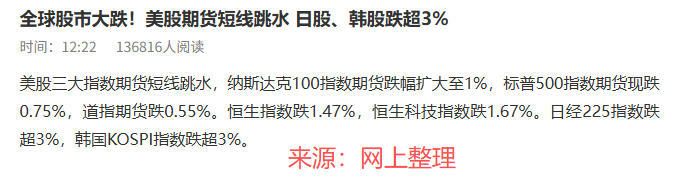 全球股市大跌！美股期货短线跳水 日股、韩股跌超3%
时间：12:22 136816人阅读
美股三大指数期货短线跳水，纳斯达克100指数期货跌幅扩大至1%，标普500指数期货现跌
0.75%，道指期货跌0.55%。恒生指数跌1.47%，恒生科技指数跌1.67%。日经225指数跌
超3%，韩国KOSPI指数跌超3%。
来源：网上整理